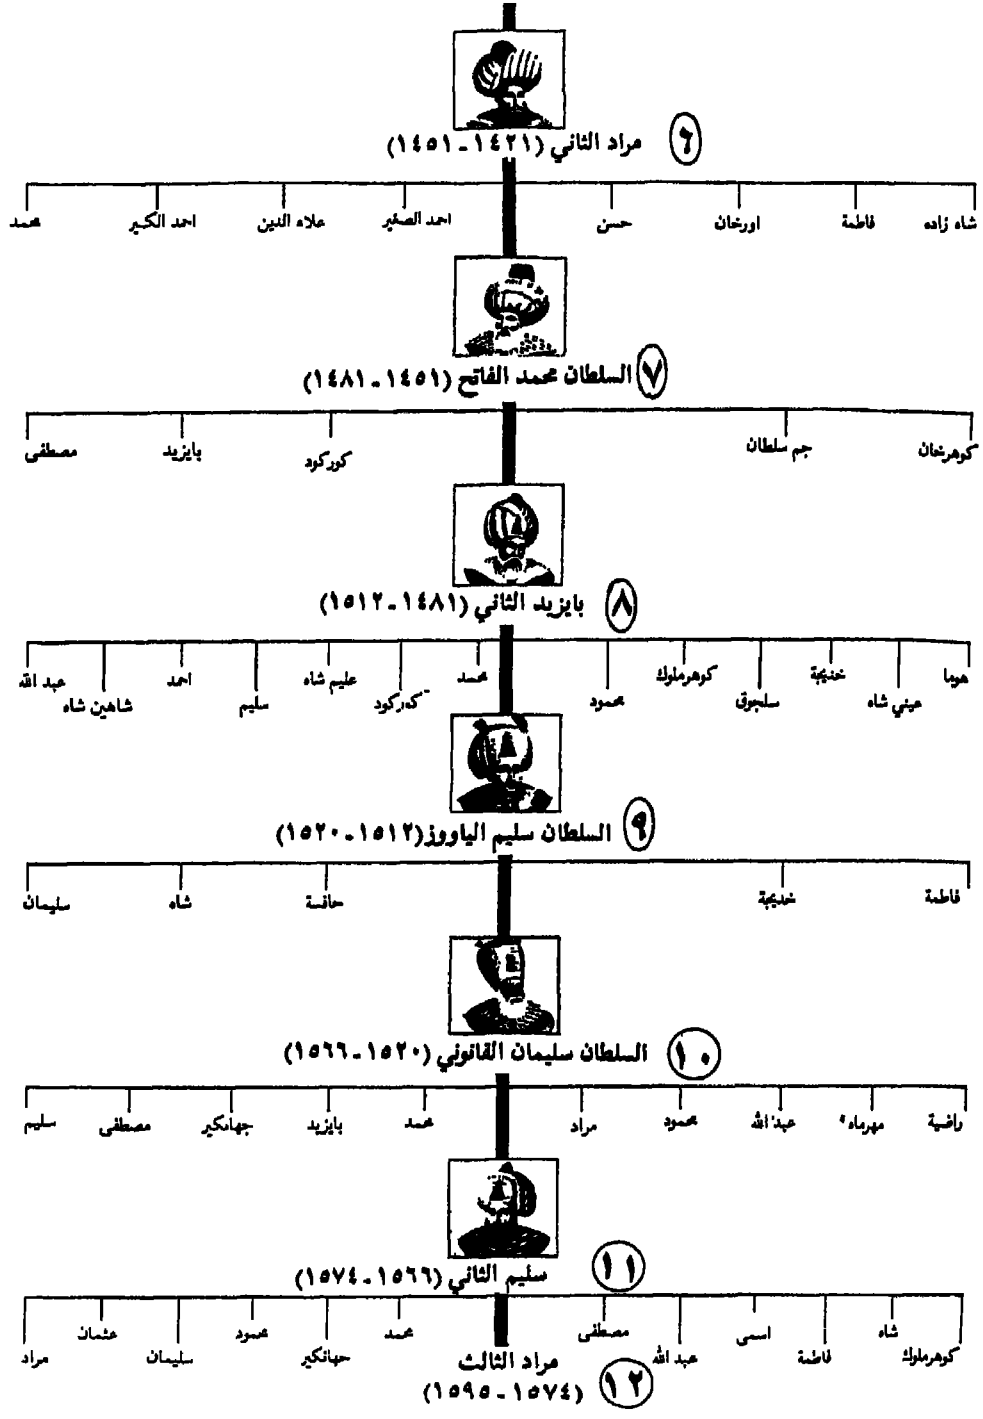 ٦ مراد الثاني (١٤٢١ - ١٤٥١)
شاه زاده فاطمة اورخان حسن احمد الصغير علاء الدين احمد الكبير محمد
٧ السلطان محمد الفاتح (١٤٥١ - ١٤٨١)
كوهرخان جم سلطان كوركود بايزيد مصطفى
٨ بايزيد الثاني (١٤٨١ - ١٥١٢)
هوما خديجة كوهرملوك محمد عليم شاه احمد عبد الله
عيني شاه سلجوق محمود كوركود سليم شاهين شاه
٩ السلطان سليم الياووز (١٥١٢ - ١٥٢٠)
فاطمة خديجة حافسة شاه سليمان
١٠ السلطان سليمان القانوني (١٥٢٠ - ١٥٦٦)
راضية مهرماه عبد الله محمود مراد محمد بايزيد جهانكير مصطفى سليم
١١ سليم الثاني (١٥٦٦ - ١٥٧٤)
شاه اسمى مصطفى محمد محمود عثمان
كوهرملوك فاطمة عبد الله جهانكير سليمان مراد
مراد الثالث
١٢ (١٥٧٤ - ١٥٩٥)